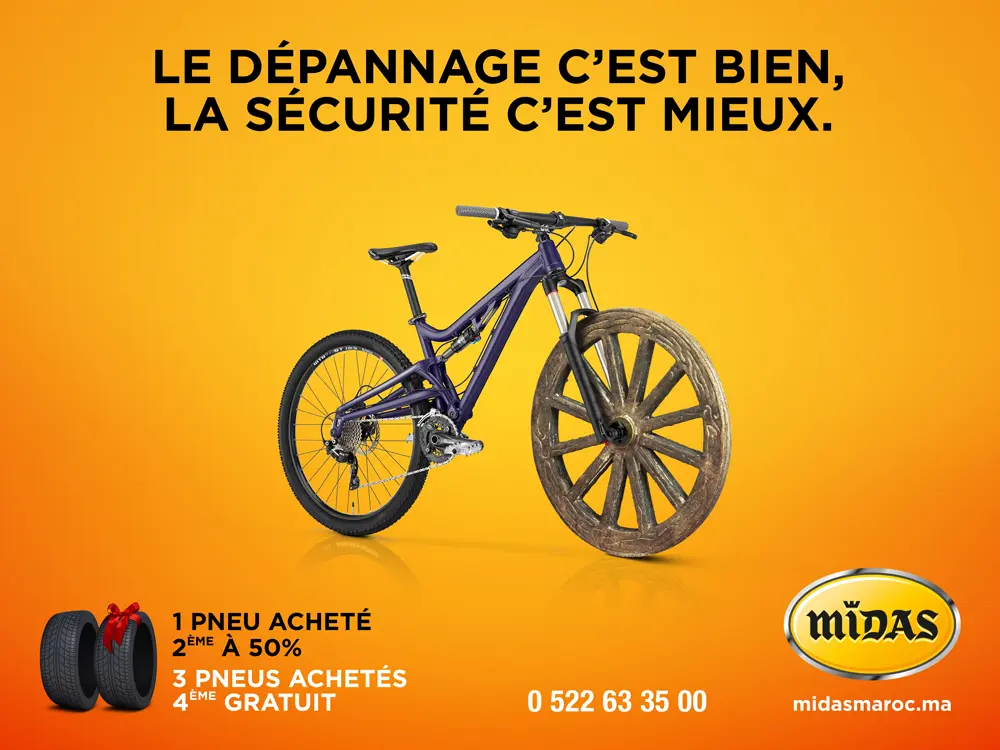 LE DÉPANNAGE C’EST BIEN,
LA SÉCURITÉ C’EST MIEUX.
1 PNEU ACHETÉ
2ÈME À 50%
3 PNEUS ACHETÉS
4ÈME GRATUIT
0 522 63 35 00
MIDAS
midasmaroc.ma